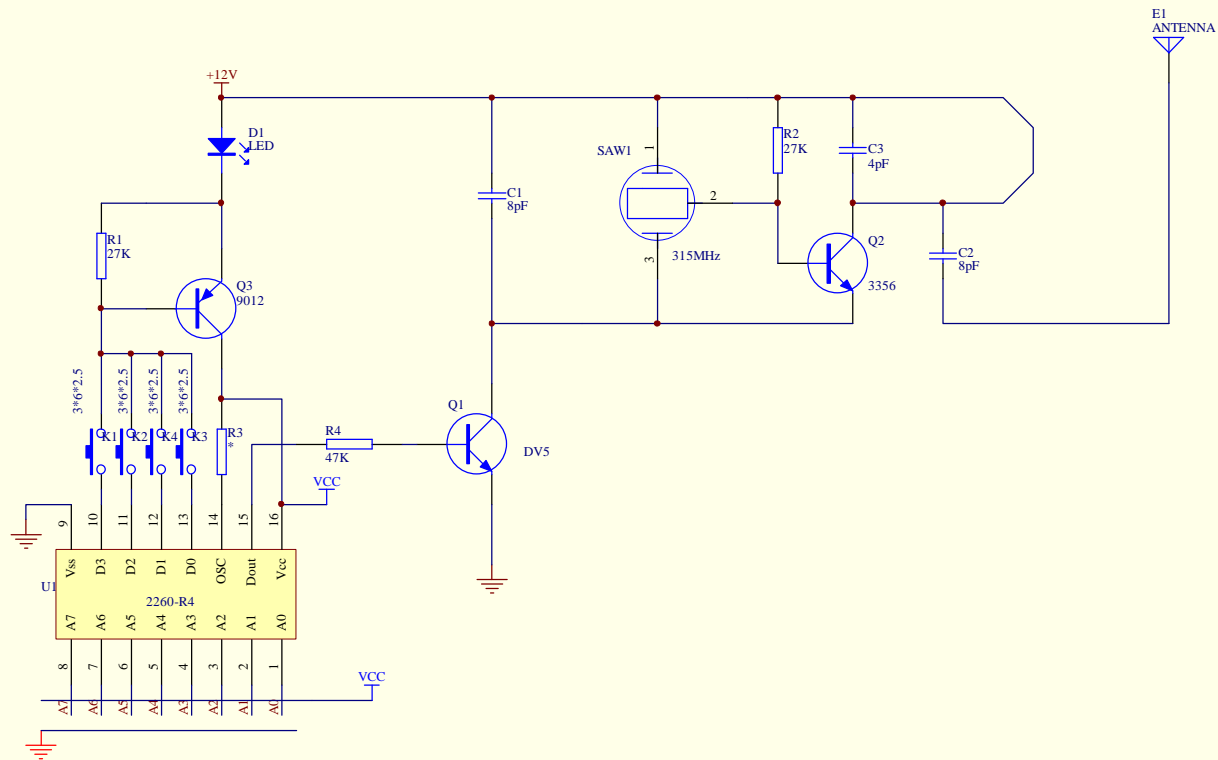 E1
ANTENNA
+12V
D1
LED
R1
27K
Q3
9012
C1
8pF
SAW1
1
2
3
315MHz
R2
27K
C3
4pF
Q2
3356
C2
8pF
3*6*2.5
3*6*2.5
3*6*2.5
3*6*2.5
K1
K2
K4
K3
R3
*
R4
47K
Q1
DV5
VCC
9
10
11
12
13
14
15
16
Vss
D3
D2
D1
D0
OSC
Dout
Vcc
U1
2260-R4
A7
A6
A5
A4
A3
A2
A1
A0
8
7
6
5
4
3
2
1
VCC
A7
A6
A5
A4
A3
A2
A1
A0